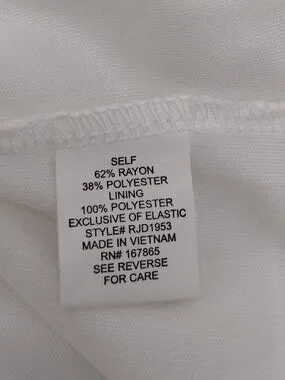 SELF
62% RAYON
38% POLYESTER
LINING
100% POLYESTER
EXCLUSIVE OF ELASTIC
STYLE# RJD1953
MADE IN VIETNAM
RN# 167865
SEE REVERSE
FOR CARE